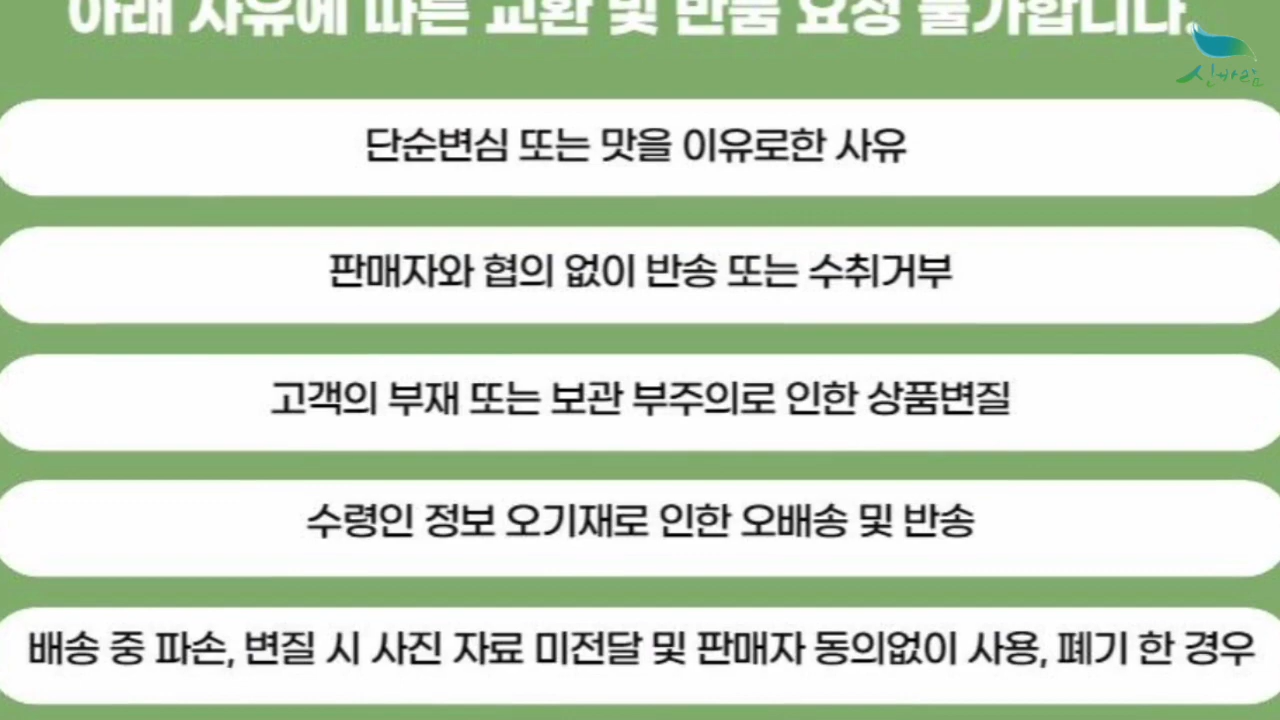 아래 사유에 따른 교환 및 반품 요청 불가합니다.
신바람
단순변심 또는 맛을 이유로한 사유
판매자와 협의 없이 반송 또는 수취거부
고객의 부재 또는 보관 부주의로 인한 상품변질
수령인 정보 오기재로 인한 오배송 및 반송
배송 중 파손, 변질 시 사진 자료 미전달 및 판매자 동의없이 사용, 폐기 한 경우